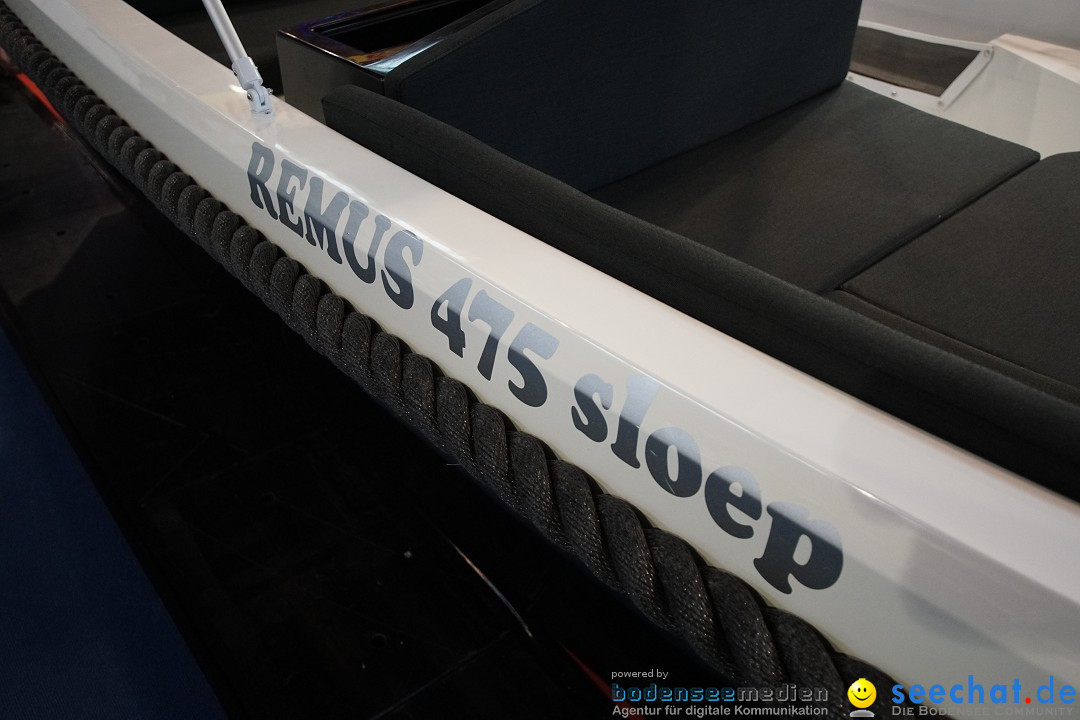 REMUS 475 sloep
powered by
bodenseemedien
Agentur für digitale Kommunikation
seechat.de
DIE BODENSEE COMMUNITY